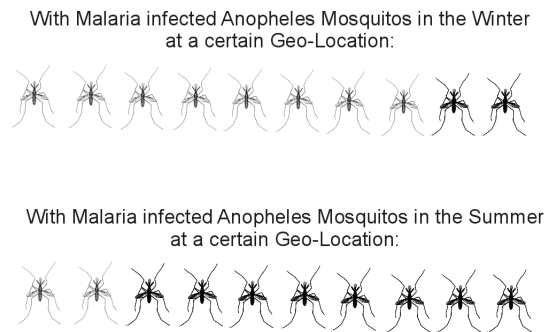 With Malaria infected Anopheles Mosquitos in the Winter
at a certain Geo-Location:
With Malaria infected Anopheles Mosquitos in the Summer
at a certain Geo-Location: